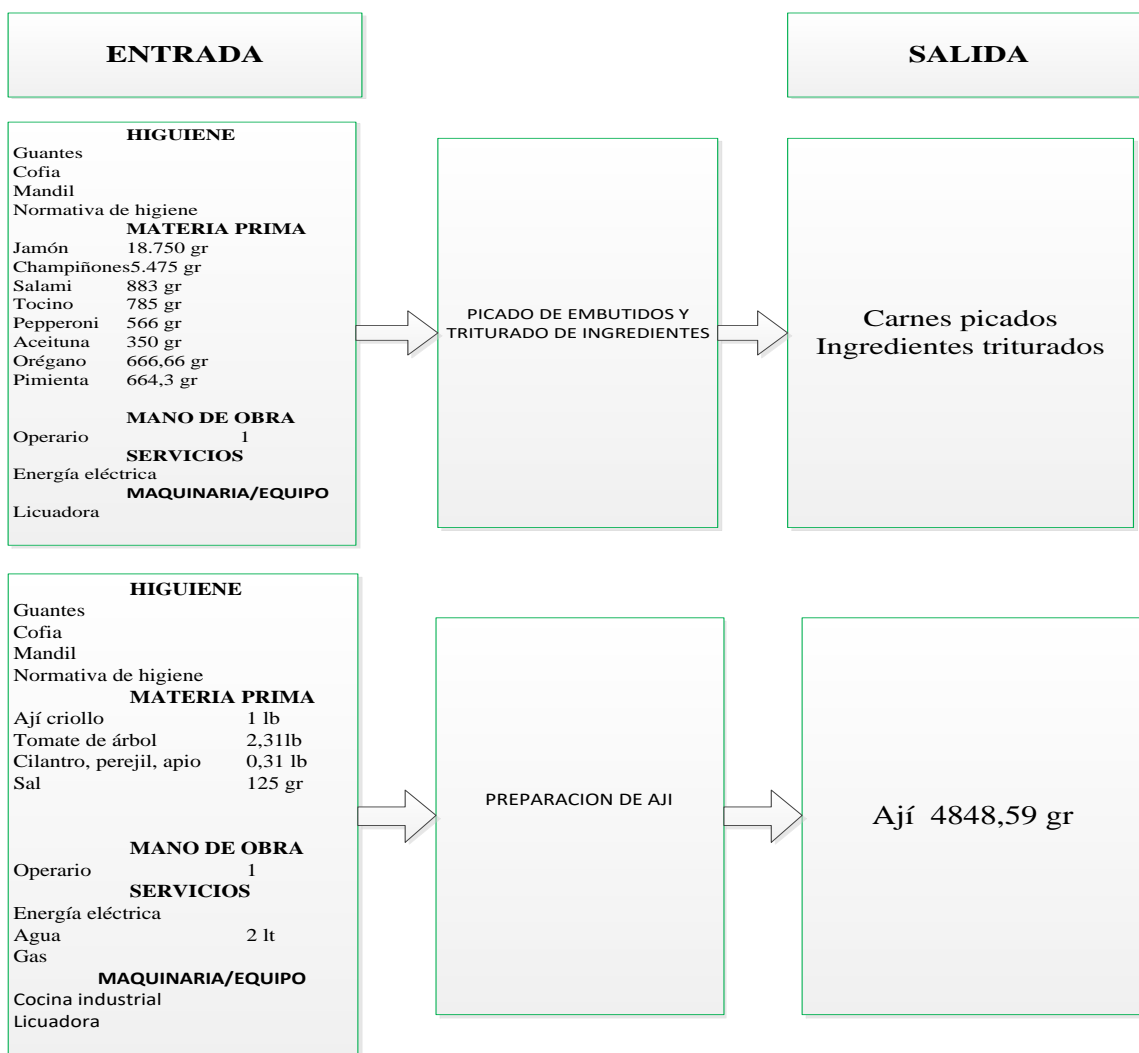 ENTRADA
SALIDA
HIGUIENE
Guantes
Cofia
Mandil
Normativa de higiene
MATERIA PRIMA
Jamón 18.750 gr
Champiñones5.475 gr
Salami 883 gr
Tocino 785 gr
Pepperoni 566 gr
Aceituna 350 gr
Orégano 666,66 gr
Pimienta 664,3 gr
MANO DE OBRA
Operario 1
SERVICIOS
Energía eléctrica
MAQUINARIA/EQUIPO
Licuadora
PICADO DE EMBUTIDOS Y
TRITURADO DE INGREDIENTES
Carnes picados
Ingredientes triturados
HIGUIENE
Guantes
Cofia
Mandil
Normativa de higiene
MATERIA PRIMA
Ají criollo 1 lb
Tomate de árbol 2,31lb
Cilantro, perejil, apio 0,31 lb
Sal 125 gr
MANO DE OBRA
Operario 1
SERVICIOS
Energía eléctrica
Agua 2 lt
Gas
MAQUINARIA/EQUIPO
Cocina industrial
Licuadora
PREPARACION DE AJI
Ají 4848,59 gr